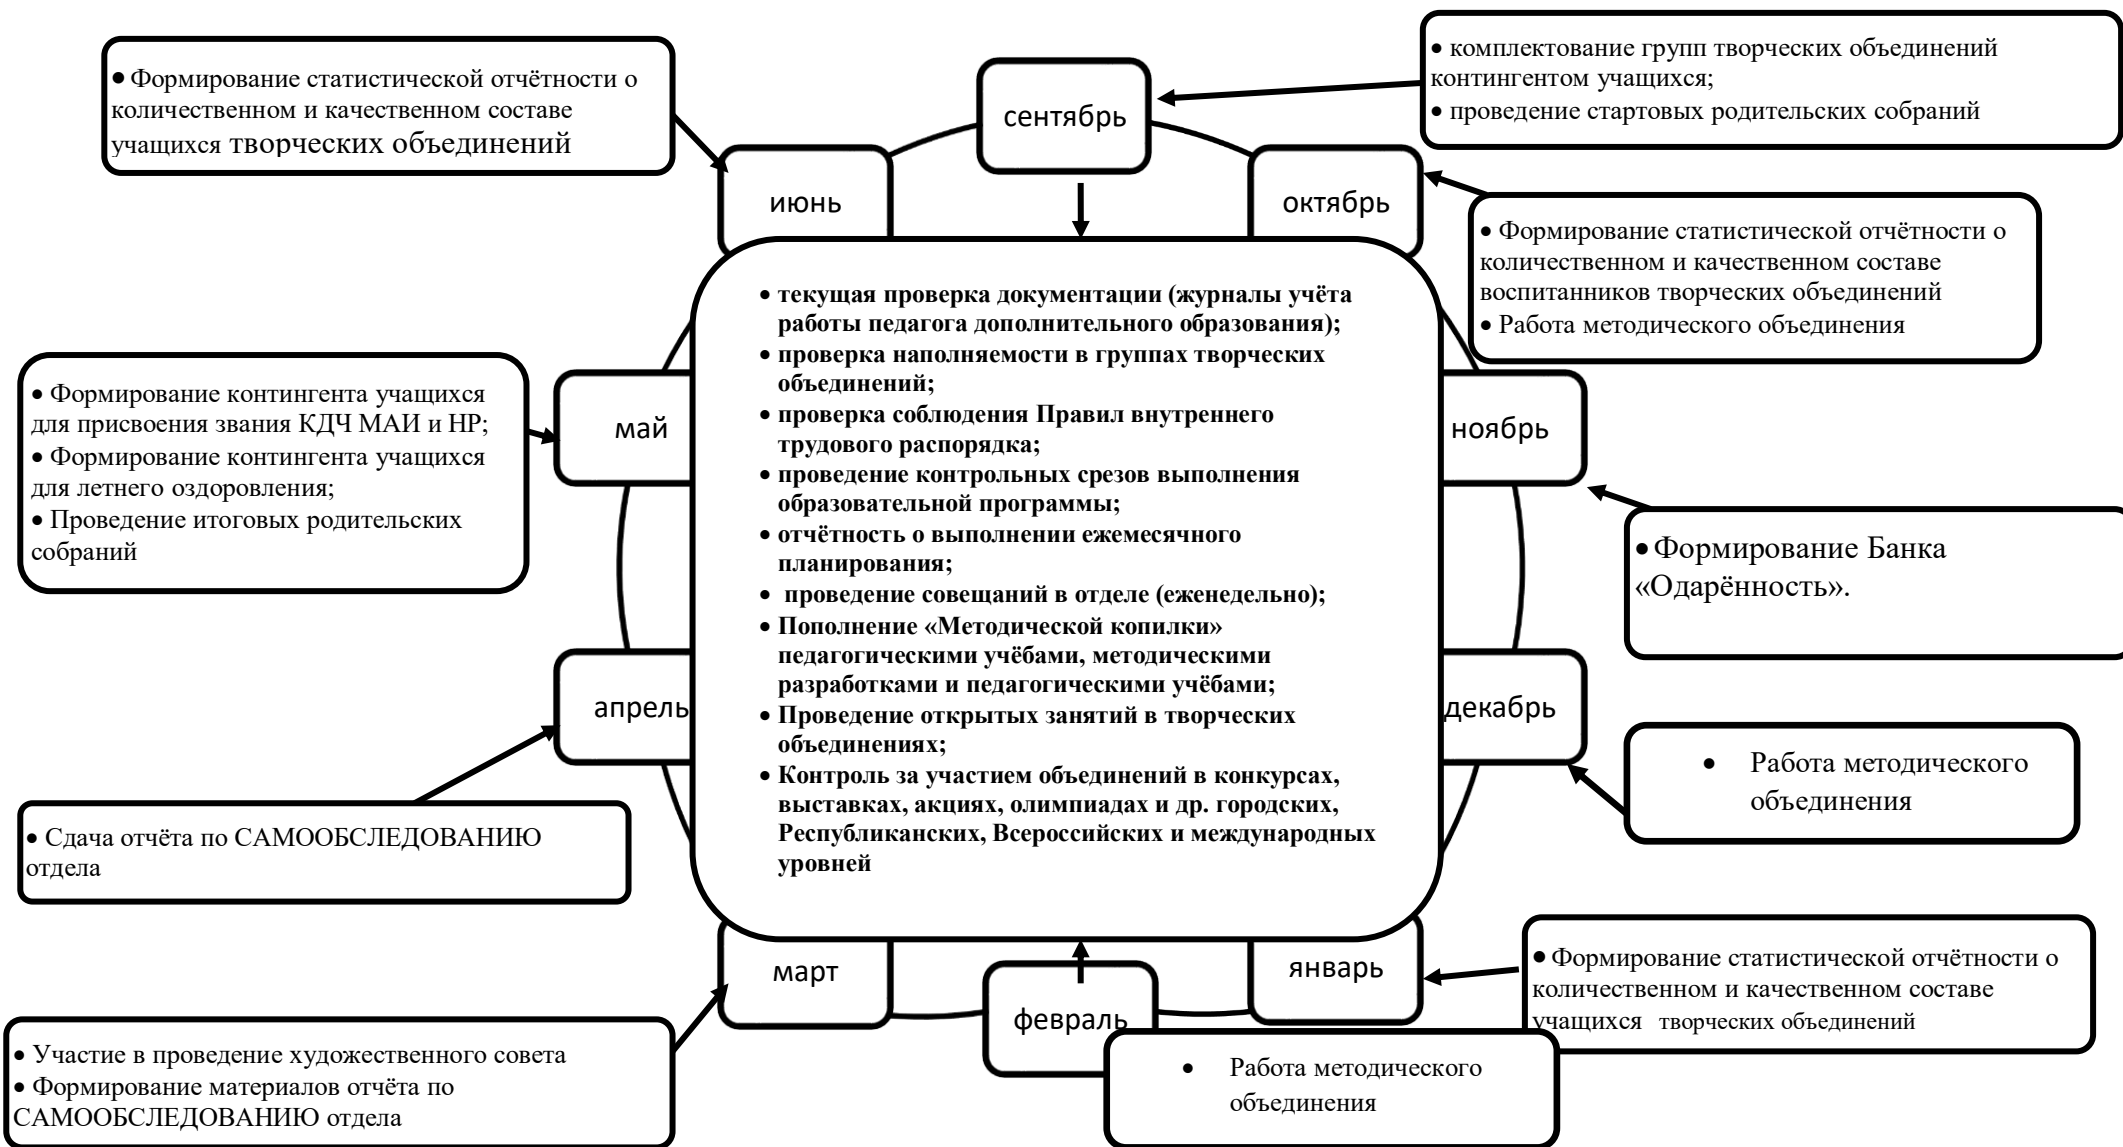 • Формирование статистической отчётности о
количественном и качественном составе
учащихся творческих объединений
сентябрь
• комплектование групп творческих объединений
контингентом учащихся;
• проведение стартовых родительских собраний
июнь
октябрь
• Формирование статистической отчётности о
количественном и качественном составе
воспитанников творческих объединений
• Работа методического объединения
• текущая проверка документации (журналы учёта
работы педагога дополнительного образования);
• проверка наполняемости в группах творческих
объединений;
• проверка соблюдения Правил внутреннего
трудового распорядка;
• проведение контрольных срезов выполнения
образовательной программы;
• отчётность о выполнении ежемесячного
планирования;
• проведение совещаний в отделе (еженедельно);
• Пополнение «Методической копилки»
педагогическими учёбами, методическими
разработками и педагогическими учёбами;
• Проведение открытых занятий в творческих
объединениях;
• Контроль за участием объединений в конкурсах,
выставках, акциях, олимпиадах и др. городских,
Республиканских, Всероссийских и международных
уровней
• Формирование контингента учащихся
для присвоения звания КДЧ МАИ и НР;
• Формирование контингента учащихся
для летнего оздоровления;
• Проведение итоговых родительских
собраний
май
ноябрь
• Формирование Банка
«Одарённость».
апрель
декабрь
• Работа методического
объединения
• Сдача отчёта по САМООБСЛЕДОВАНИЮ
отдела
март
январь
• Формирование статистической отчётности о
количественном и качественном составе
учащихся творческих объединений
февраль
• Участие в проведение художественного совета
• Формирование материалов отчёта по
САМООБСЛЕДОВАНИЮ отдела
• Работа методического
объединения